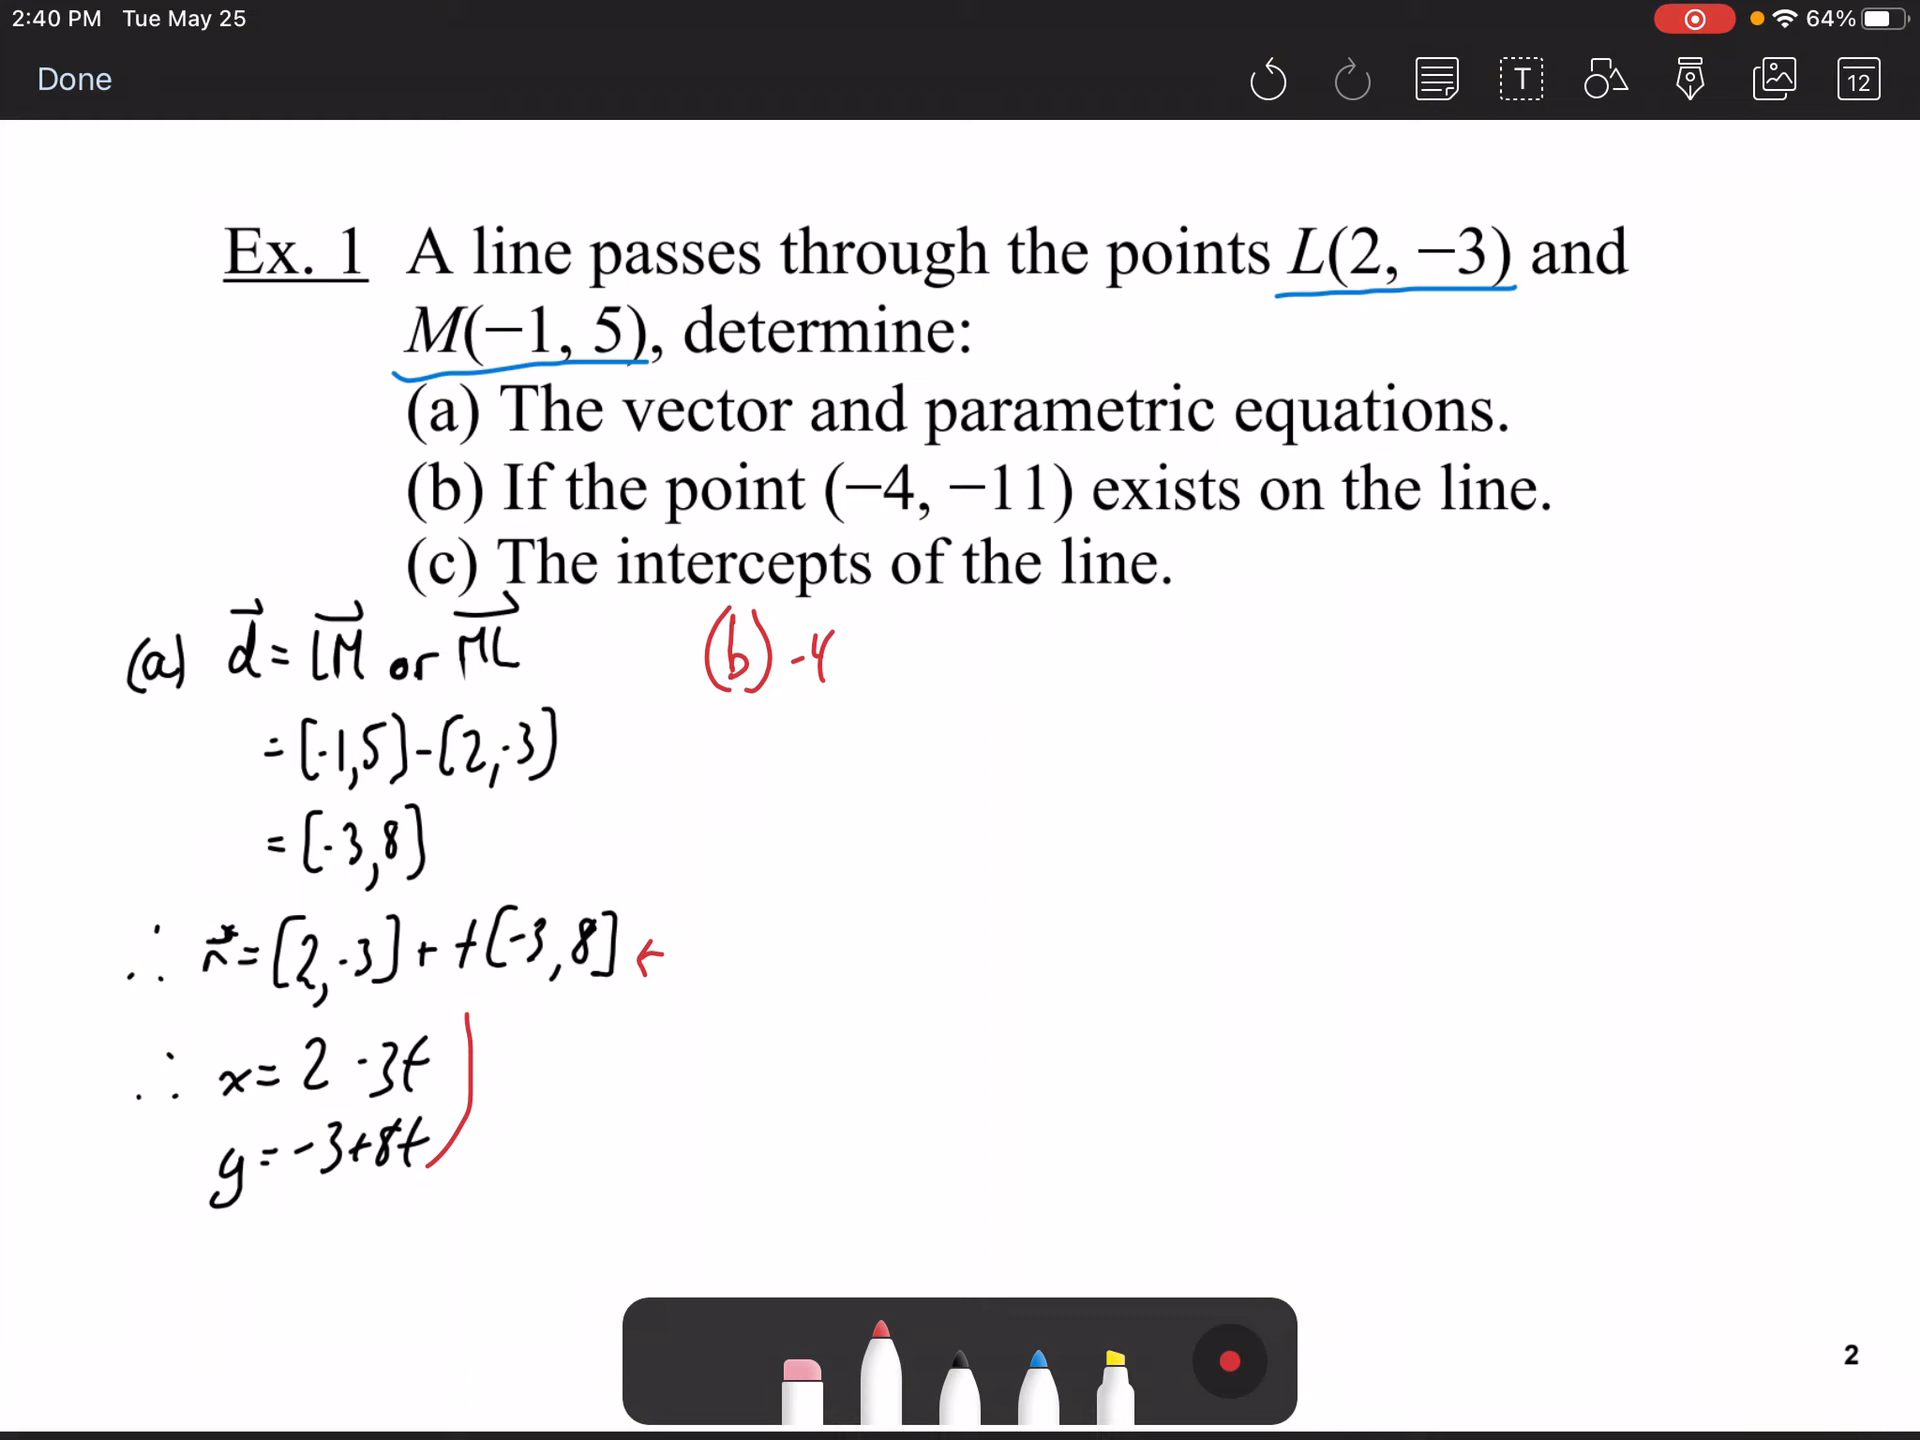 2:40 PM Tue May 25
64%
Done
T
12
Ex. 1 A line passes through the points L(2, −3) and
M(−1, 5), determine:
(a) The vector and parametric equations.
(b) If the point (−4, −11) exists on the line.
(c) The intercepts of the line.
(a) d⃗ = LM⃗ or ML⃗
= [-1,5]-[2,-3]
= [-3,8]
∴ r⃗ = [2,-3] + t[-3,8] ←
∴ x = 2 -3t
y = -3+8t
(b) -4
2